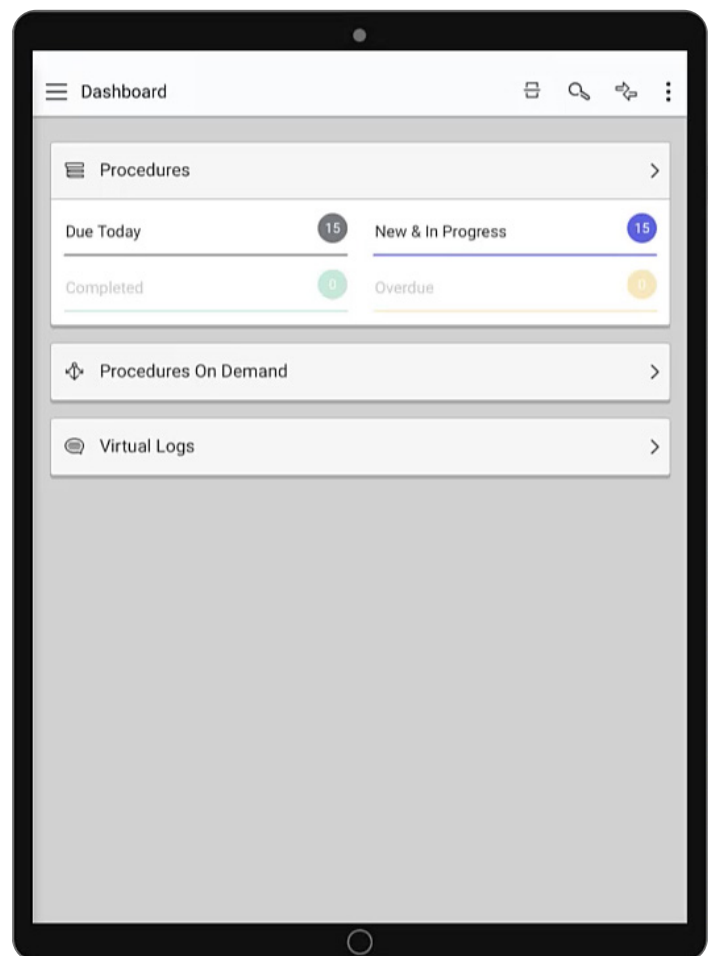 Dashboard
Procedures
Due Today 15 New & In Progress 15
Completed 0 Overdue 0
Procedures On Demand
Virtual Logs